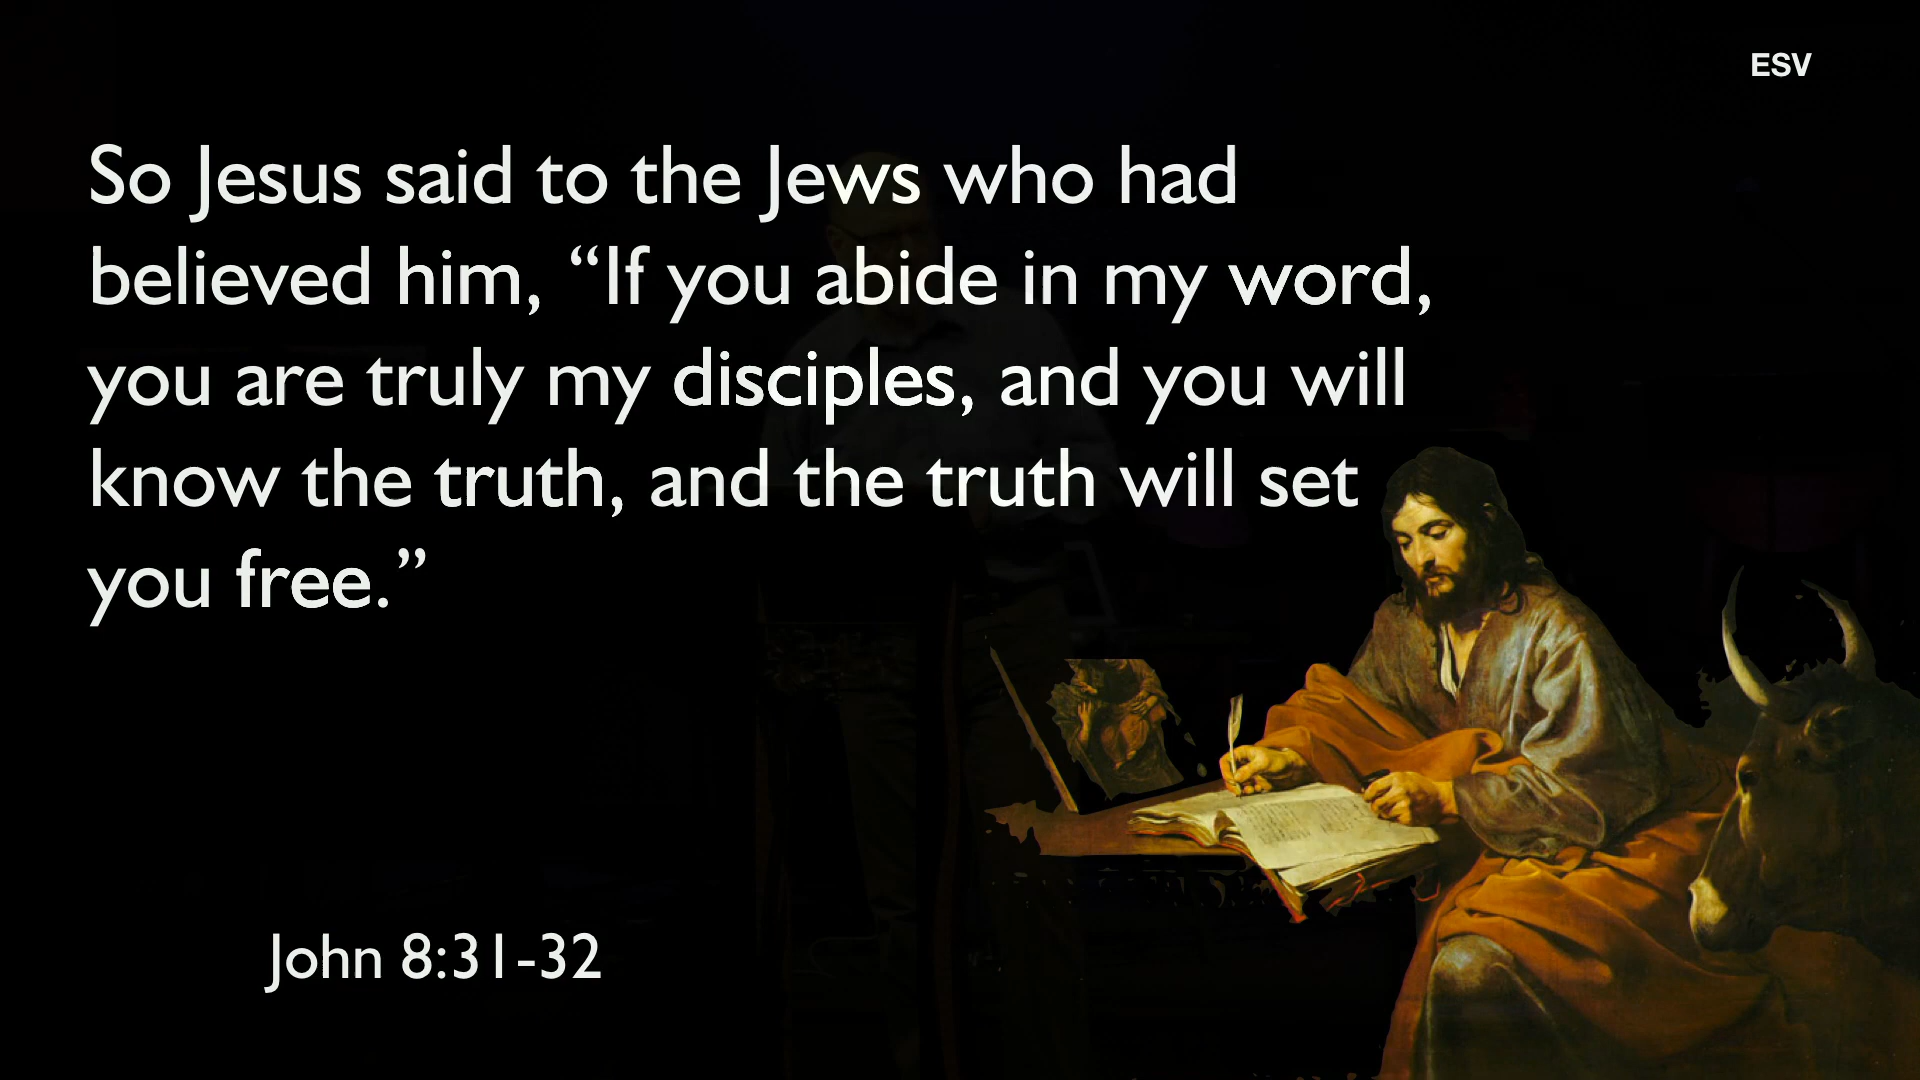 ESV
So Jesus said to the Jews who had
believed him, “If you abide in my word,
you are truly my disciples, and you will
know the truth, and the truth will set
you free.”
John 8:31-32